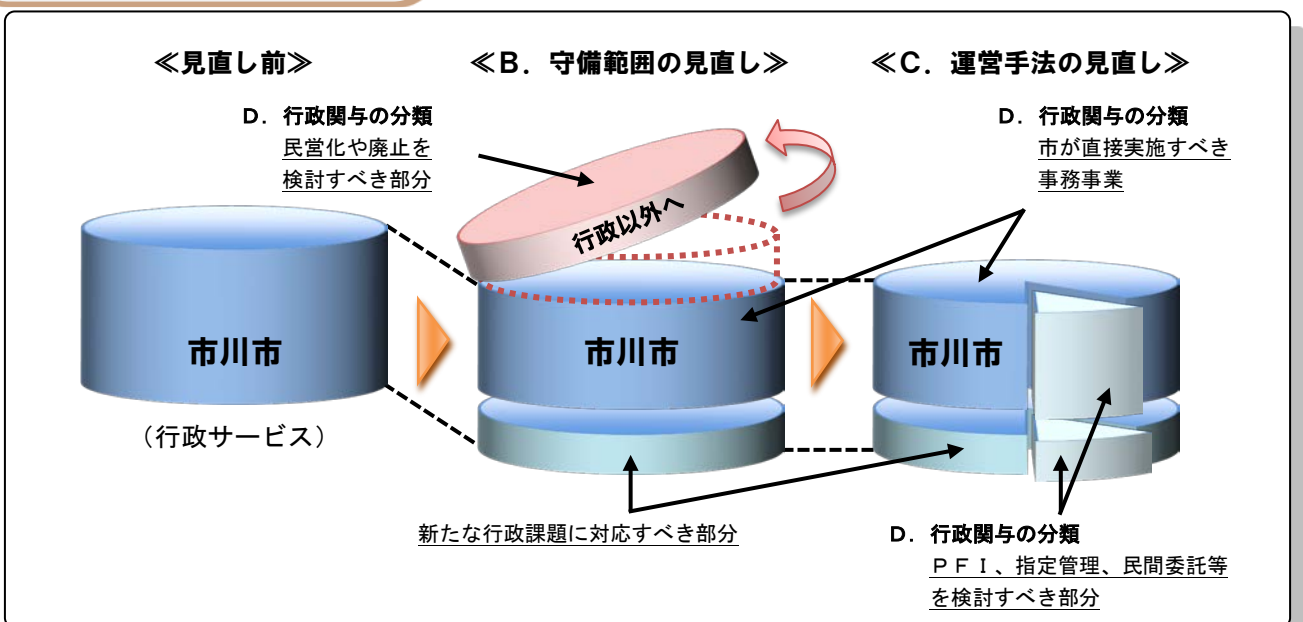 ≪見直し前≫
≪B．守備範囲の見直し≫
≪C．運営手法の見直し≫
D．行政関与の分類
民営化や廃止を
検討すべき部分
D．行政関与の分類
市が直接実施すべき
事務事業
行政以外へ
市川市
市川市
市川市
（行政サービス）
新たな行政課題に対応すべき部分
D．行政関与の分類
ＰＦＩ、指定管理、民間委託等
を検討すべき部分